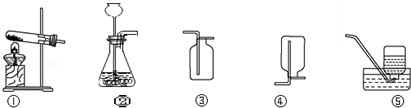 ① ② ③ ④ ⑤